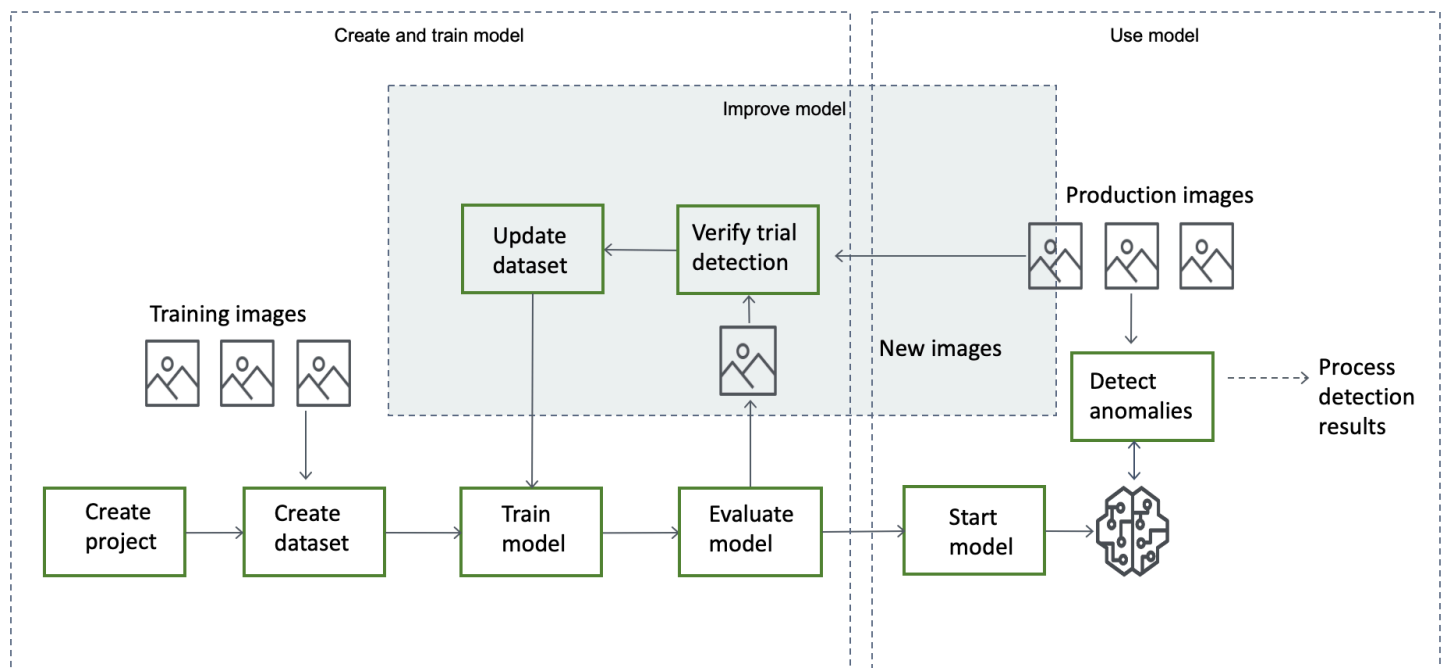 Create and train model
Use model
Improve model
Production images
Update
dataset
Verify trial
detection
Training images
New images
Detect
anomalies
Process
detection
results
Create
project
Create
dataset
Train
model
Evaluate
model
Start
model